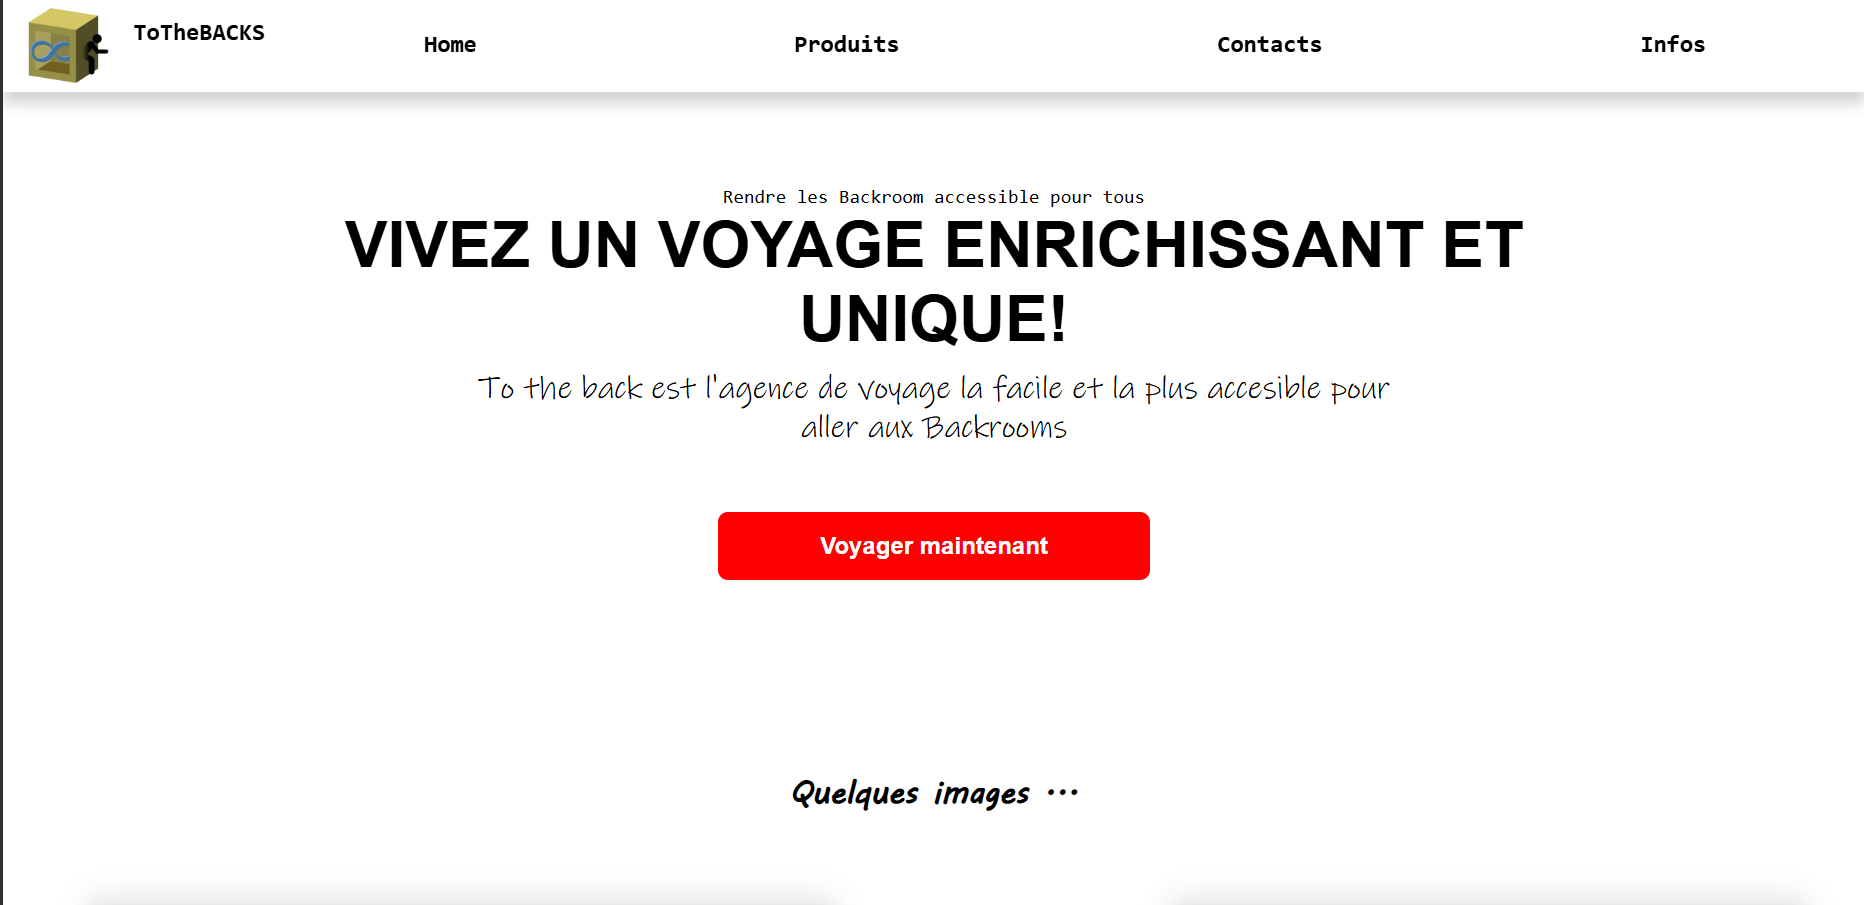 ToTheBACKS
Home
Produits
Contacts
Infos
Rendre les Backroom accessible pour tous
VIVEZ UN VOYAGE ENRICHISSANT ET
UNIQUE!
To the back est l'agence de voyage la facile et la plus accesible pour
aller aux Backrooms
Voyager maintenant
Quelques images ...